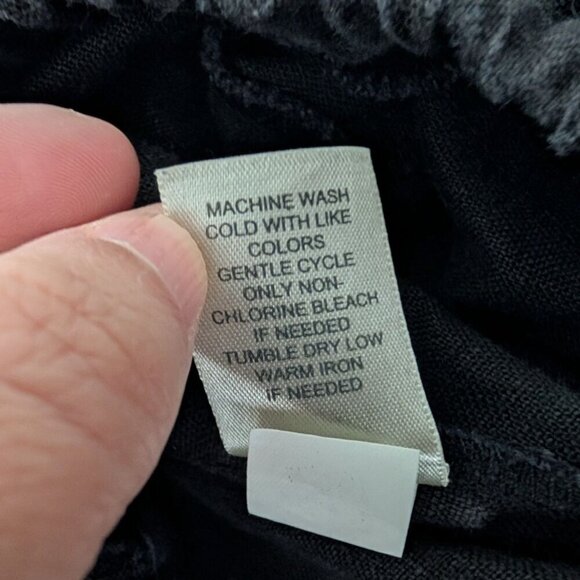 MACHINE WASH
COLD WITH LIKE
COLORS
GENTLE CYCLE
ONLY NON-
CHLORINE BLEACH
IF NEEDED
TUMBLE DRY LOW
WARM IRON
IF NEEDED